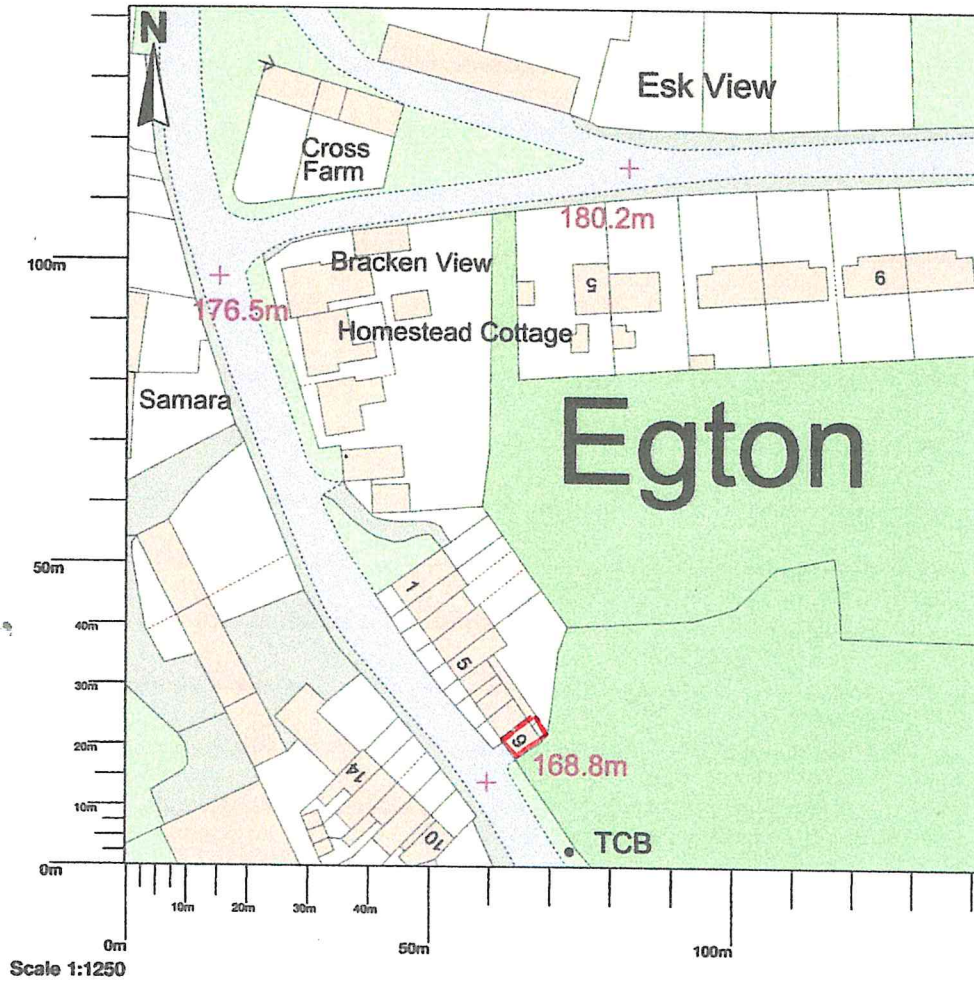 N
Esk View
Cross
Farm
180.2m
100m
Bracken View
5
9
176.5m
Homestead Cottage
Samara
Egton
50m
1
40m
5
30m
20m
9
168.8m
14
10m
10
TCB
0m
10m
20m
30m
40m
0m
50m
100m
Scale 1:1250